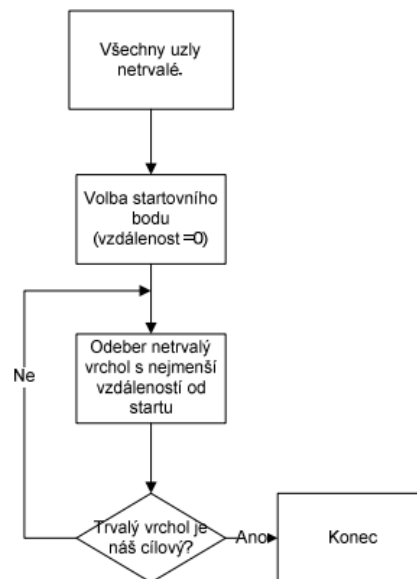 Všechny uzly
netrvalé.
Volba startovního
bodu
(vzdálenost=0)
Odeber netrvalý
vrchol s nejmenší
vzdáleností od
startu
Ne
Trvalý vrchol je
náš cílový?
Ano
Konec